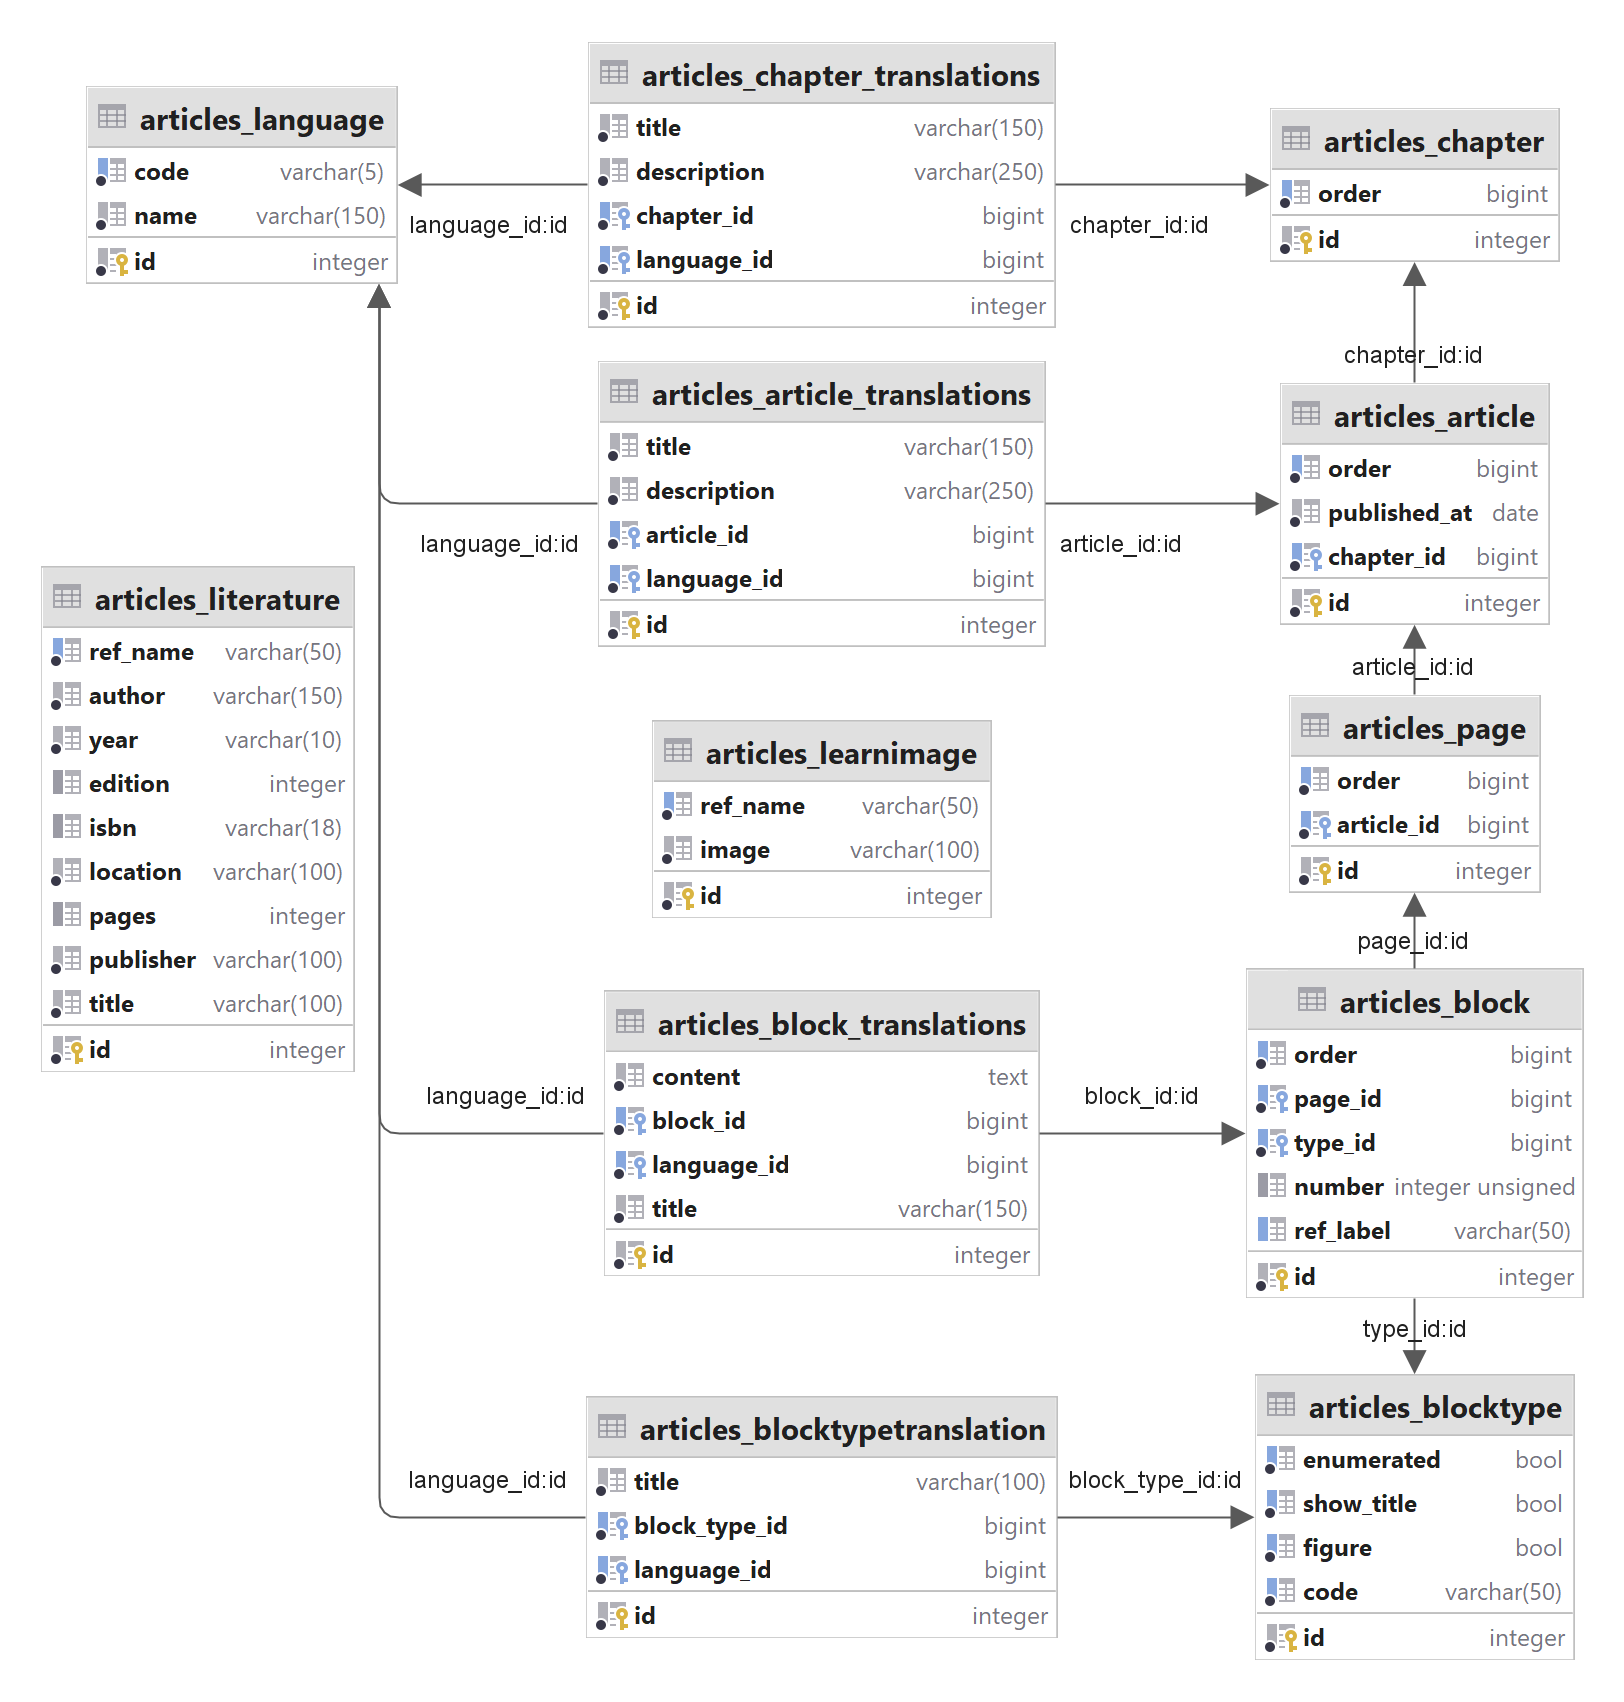 articles_language
code varchar(5)
name varchar(150)
id integer
articles_chapter_translations
title varchar(150)
description varchar(250)
chapter_id bigint
language_id bigint
id integer
articles_chapter
order bigint
id integer
language_id:id
chapter_id:id
chapter_id:id
articles_article_translations
title varchar(150)
description varchar(250)
article_id bigint
language_id bigint
id integer
articles_article
order bigint
published_at date
chapter_id bigint
id integer
language_id:id
article_id:id
article_id:id
articles_literature
ref_name varchar(50)
author varchar(150)
year varchar(10)
edition integer
isbn varchar(18)
location varchar(100)
pages integer
publisher varchar(100)
title varchar(100)
id integer
articles_learnimage
ref_name varchar(50)
image varchar(100)
id integer
articles_page
order bigint
article_id bigint
id integer
page_id:id
articles_block_translations
content text
block_id bigint
language_id bigint
title varchar(150)
id integer
articles_block
order bigint
page_id bigint
type_id bigint
number integer unsigned
ref_label varchar(50)
id integer
language_id:id
block_id:id
type_id:id
articles_blocktypetranslation
title varchar(100)
block_type_id bigint
language_id bigint
id integer
articles_blocktype
enumerated bool
show_title bool
figure bool
code varchar(50)
id integer
language_id:id
block_type_id:id